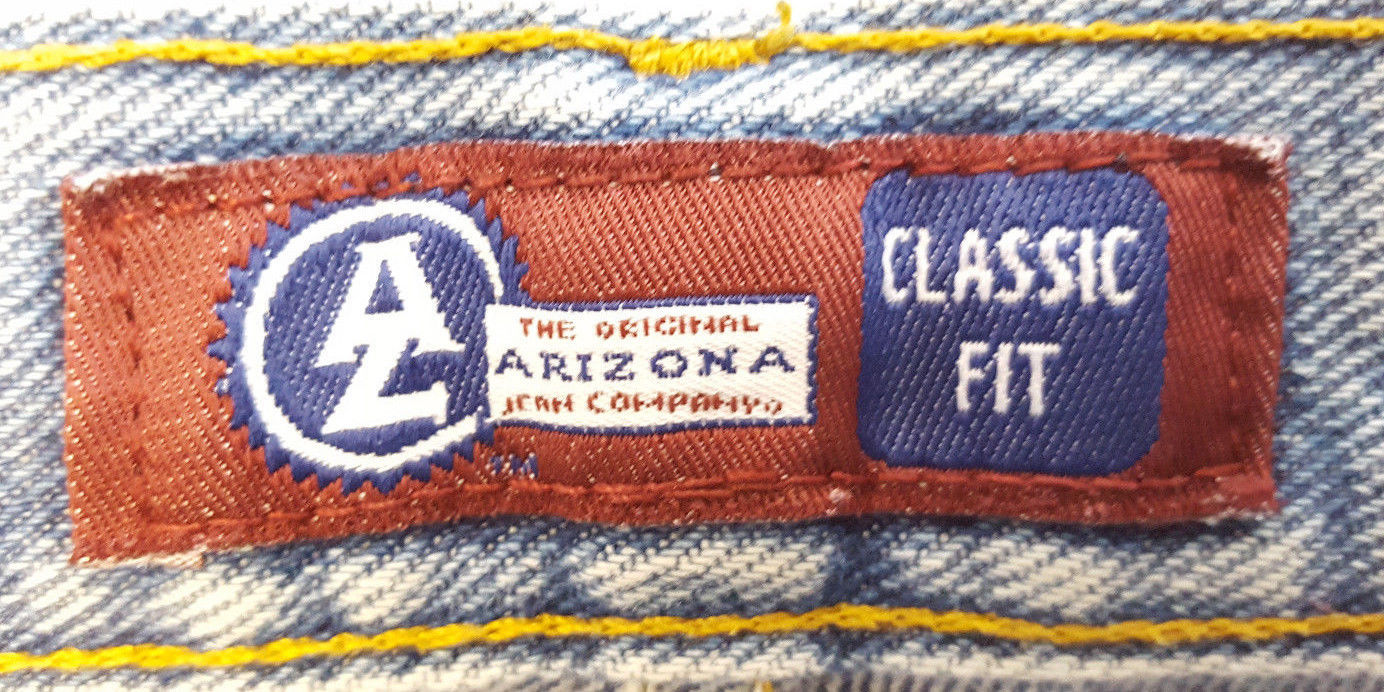 AZ
THE ORIGINAL
ARIZONA
JEAN COMPANY
TM
CLASSIC
FIT